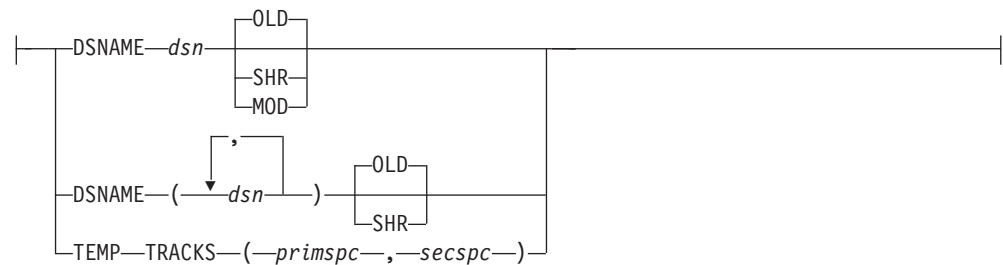 OLD
DSNAME dsn
SHR
MOD
,
OLD
DSNAME ( dsn )
SHR
TEMP TRACKS ( primspc , secspc )